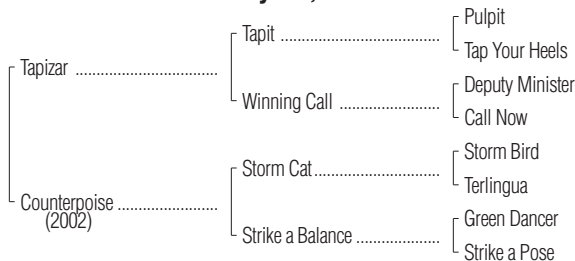 Pulpit
Tapit ........................................
Tap Your Heels
Tapizar ....................................
Deputy Minister
Winning Call .........................
Call Now
Storm Bird
Storm Cat...............................
Terlingua
Counterpoise .........................
(2002)
Green Dancer
Strike a Balance .....................
Strike a Pose